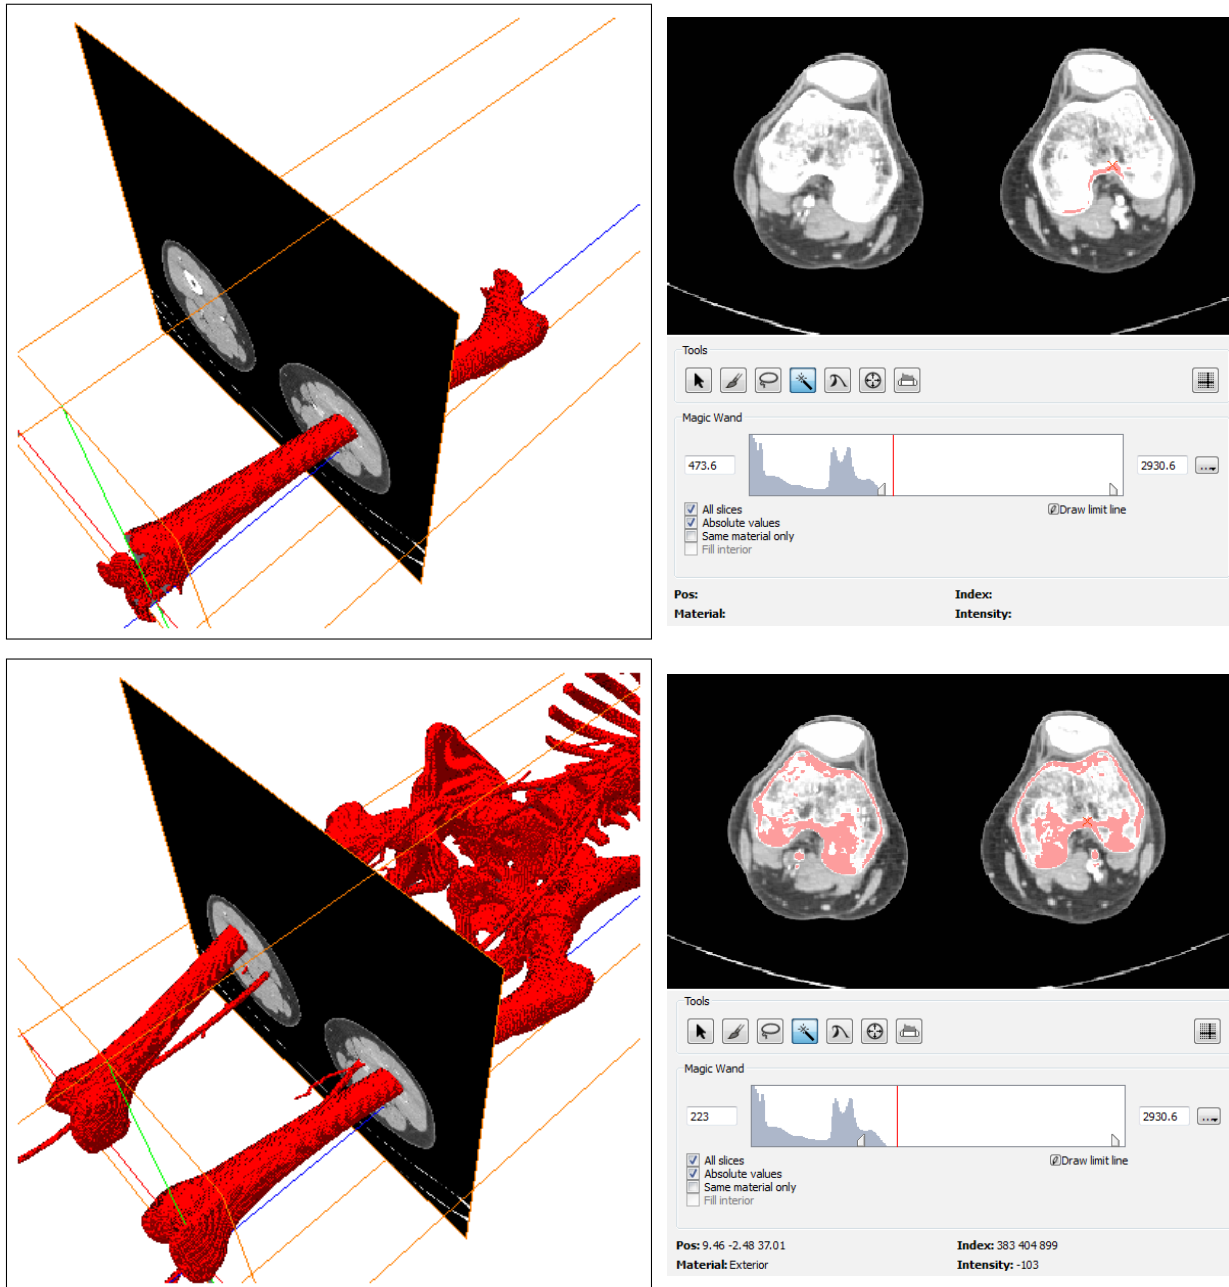 Tools
Magic Wand
473.6
2930.6
All slices
Draw limit line
Absolute values
Same material only
Fill interior
Pos:
Index:
Material:
Intensity:
Tools
Magic Wand
223
2930.6
All slices
Draw limit line
Absolute values
Same material only
Fill interior
Pos: 9.46 -2.48 37.01
Index: 383 404 899
Material: Exterior
Intensity: -103